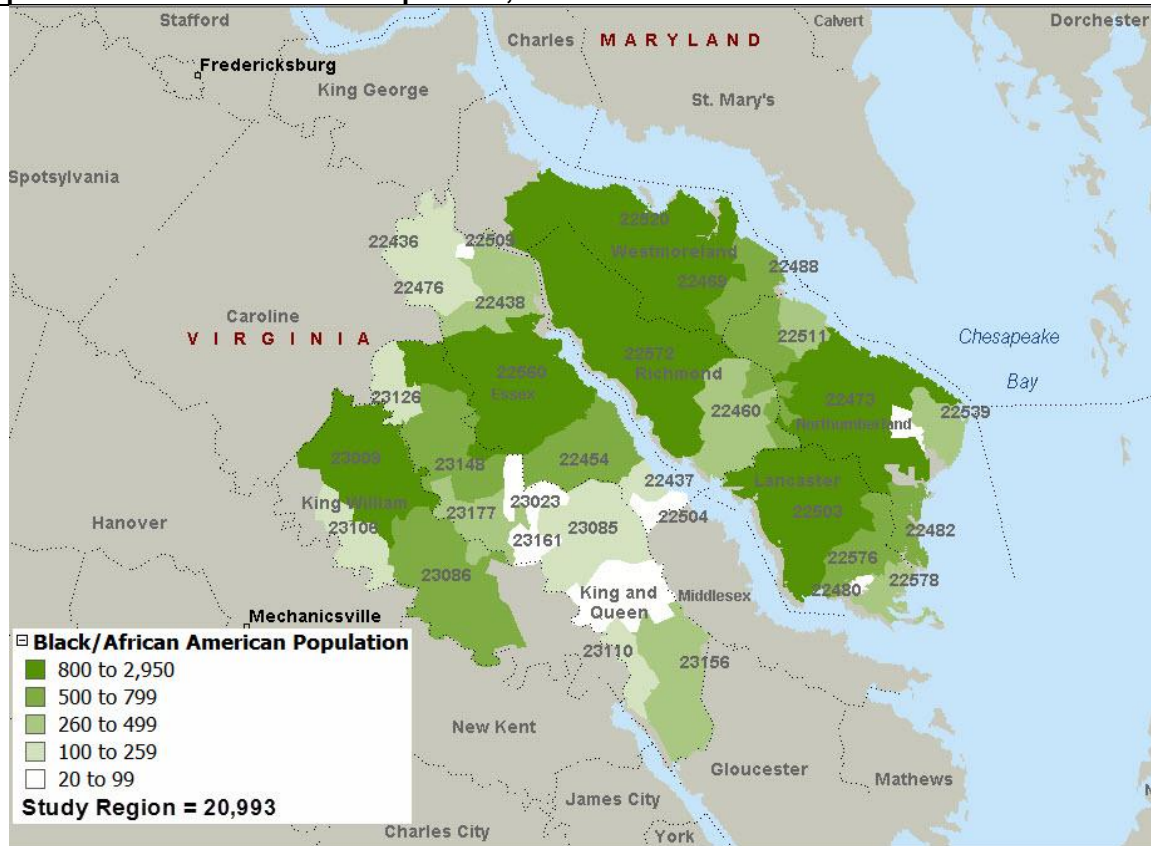 Stafford
Calvert
Dorchester
Charles
MARYLAND
Fredericksburg
King George
St. Mary's
Spotsylvania
22520
22436
22509
Westmoreland
22488
22469
22476
22438
Caroline
VIRGINIA
22511
Chesapeake
Bay
22572
Richmond
22560
Essex
23126
22460
22473
22539
Northumberland
23009
23148
22454
22437
Lancaster
King William
23023
22503
23177
22504
23106
Hanover
23161
23085
22482
22576
23086
22578
King and
Queen
22480
Middlesex
Mechanicsville
Black/African American Population
800 to 2,950
500 to 799
260 to 499
100 to 259
20 to 99
Study Region = 20,993
23110
23156
New Kent
Gloucester
Mathews
James City
Charles City
York